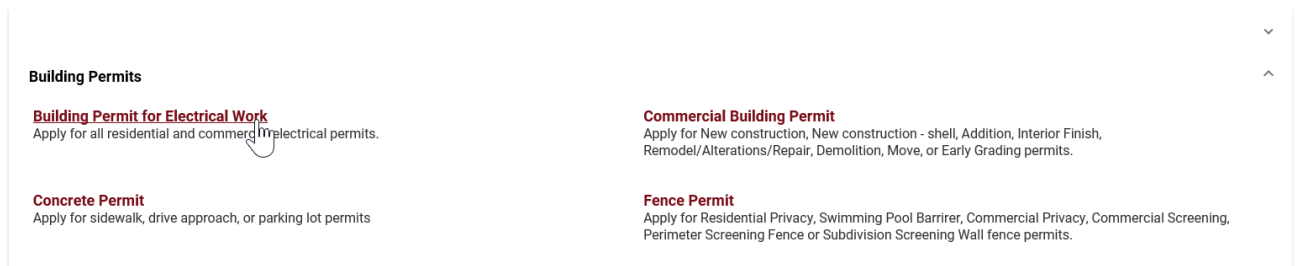 Building Permits
Building Permit for Electrical Work
Apply for all residential and commercial electrical permits.
Commercial Building Permit
Apply for New construction, New construction - shell, Addition, Interior Finish,
Remodel/Alterations/Repair, Demolition, Move, or Early Grading permits.
Concrete Permit
Apply for sidewalk, drive approach, or parking lot permits
Fence Permit
Apply for Residential Privacy, Swimming Pool Barrirer, Commercial Privacy, Commercial Screening,
Perimeter Screening Fence or Subdivision Screening Wall fence permits.